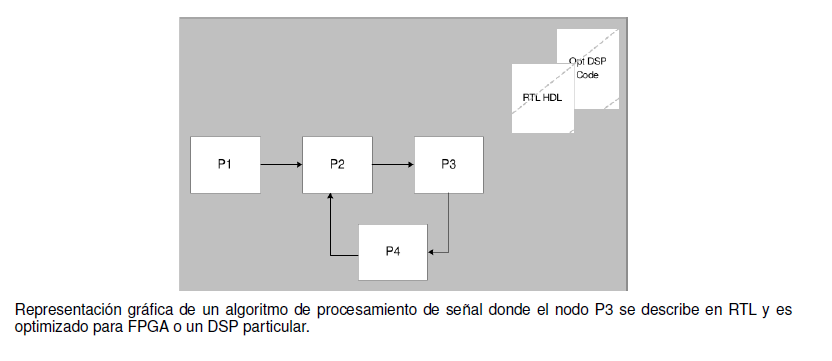 Opt DSP
Code
RTL HDL
P1
P2
P3
P4
Representación gráfica de un algoritmo de procesamiento de señal donde el nodo P3 se describe en RTL y es
optimizado para FPGA o un DSP particular.